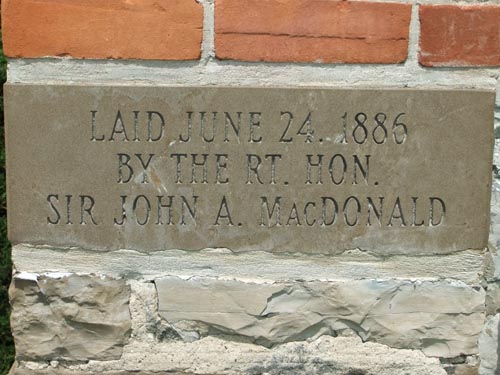 LAID JUNE 24. 1886
BY THE RT. HON.
SIR JOHN A. MACDONALD